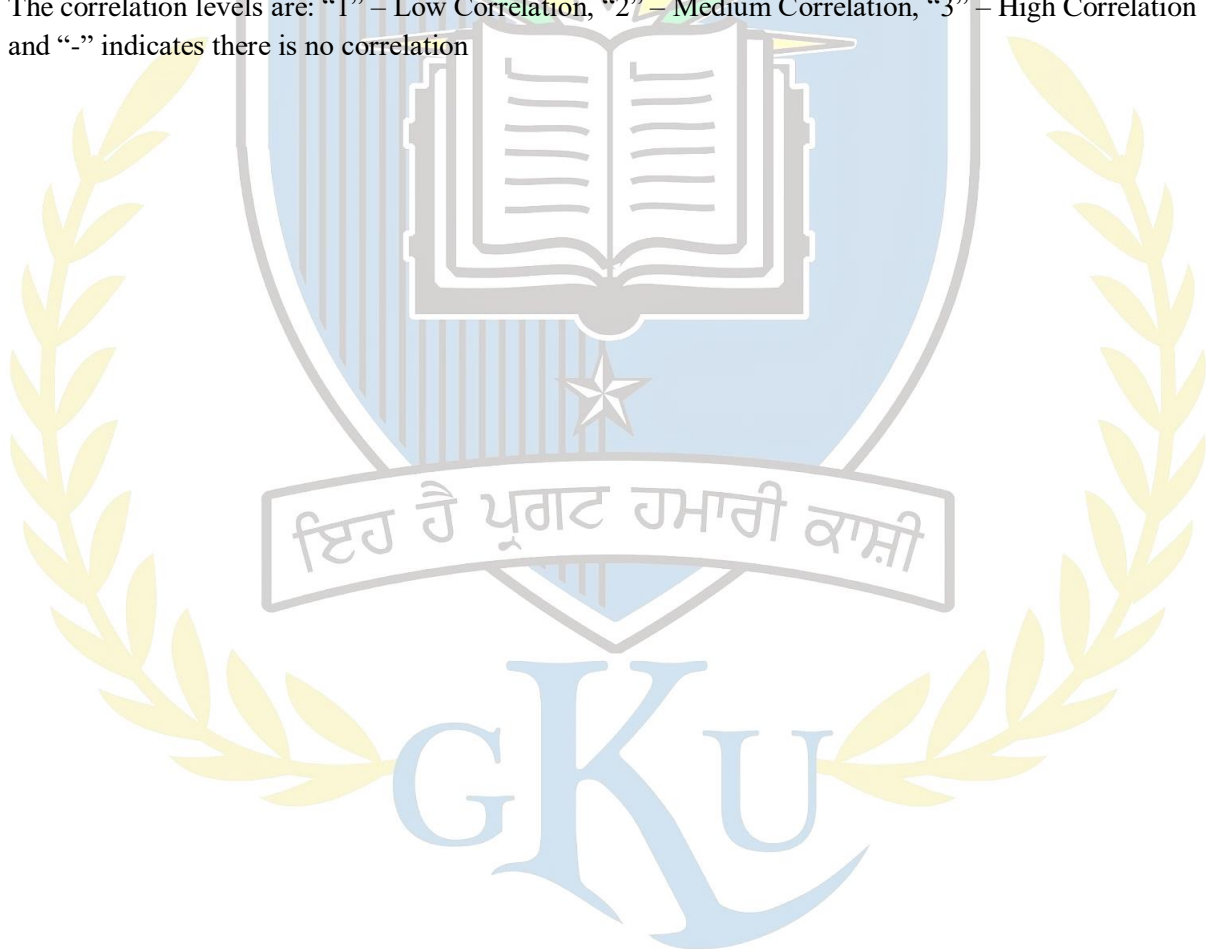 The correlation levels are: “1” – Low Correlation, “2” – Medium Correlation, “3” – High Correlation
and “-” indicates there is no correlation
ਇਹ ਹੈ ਪ੍ਰਗਟ ਹਮਾਰੀ ਕਾਸ਼ੀ
GKU